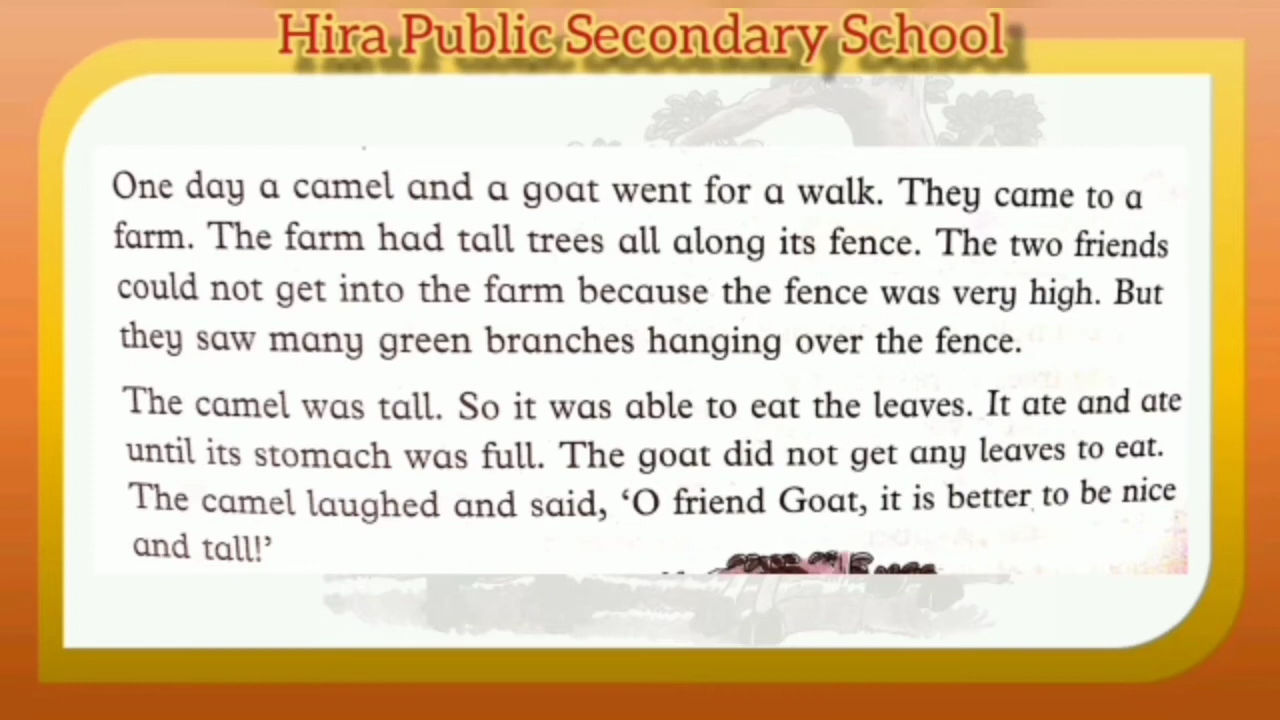 Hira Public Secondary School
One day a camel and a goat went for a walk. They came to a
farm. The farm had tall trees all along its fence. The two friends
could not get into the farm because the fence was very high. But
they saw many green branches hanging over the fence.
The camel was tall. So it was able to eat the leaves. It ate and ate
until its stomach was full. The goat did not get any leaves to eat.
The camel laughed and said, ‘O friend Goat, it is better to be nice
and tall!’